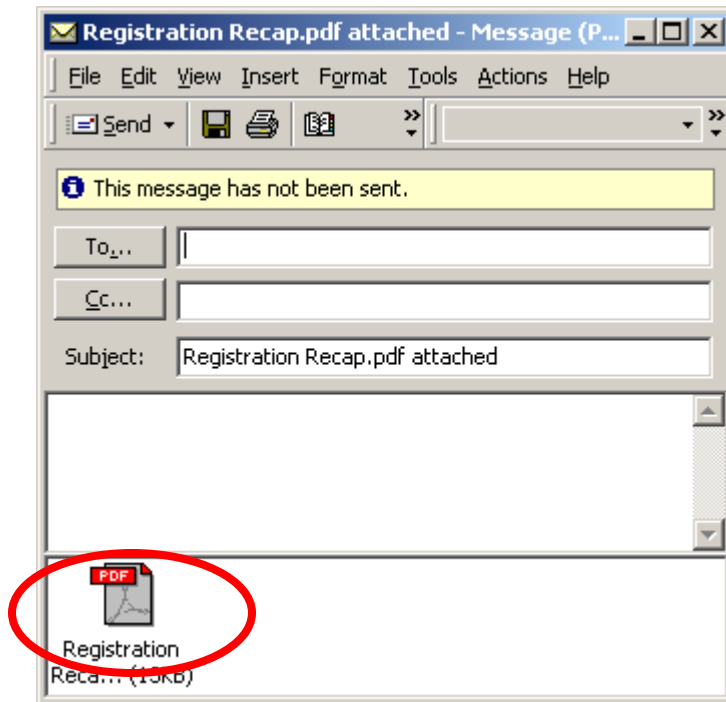 Registration Recap.pdf attached - Message (P...
File Edit View Insert Format Tools Actions Help
Send
This message has not been sent.
To...
Cc...
Subject: Registration Recap.pdf attached
PDF
Registration
Reca... (13KB)